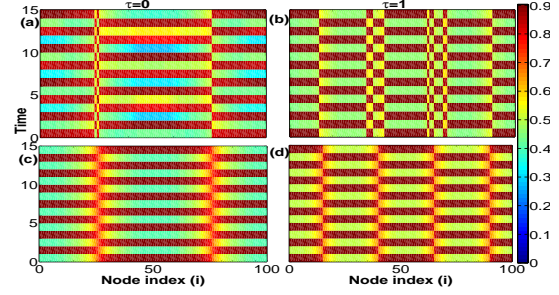 τ=0 τ=1
15 (a) (b) 0.9
0.8
10 0.7
5 0.6
Time 0 0.5
15 (c) (d) 0.4
10 0.3
5 0.2
0.1
0 0
0 50 100 50 100
Node index (i) Node index (i)